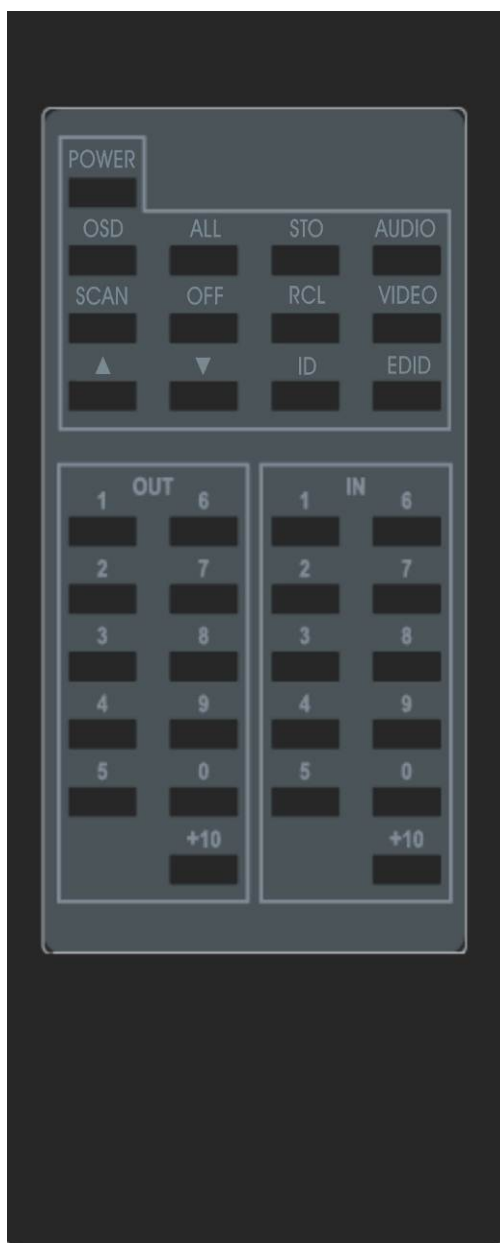 POWER
OSD ALL STO AUDIO
SCAN OFF RCL VIDEO
▲ ▼ ID EDID
OUT IN
1 6 1 6
2 7 2 7
3 8 3 8
4 9 4 9
5 0 5 0
+10 +10